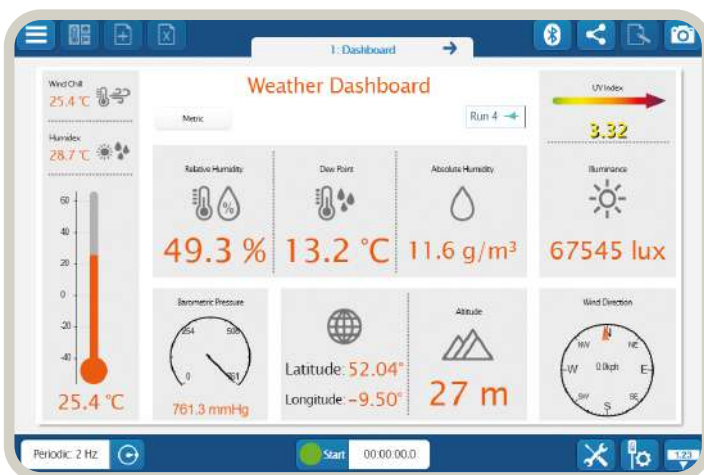 1: Dashboard
Weather Dashboard
Metric
Run 4
Wind Chill
25.4 °C
Humidex
28.7 °C
60
40
20
0
-20
-40
25.4 °C
Relative Humidity
%
49.3 %
Dew Point
13.2 °C
Absolute Humidity
11.6 g/m³
UV Index
3.32
Illuminance
67545 lux
Barometric Pressure
254
508
0
761
761.3 mmHg
Latitude: 52.04°
Longitude: -9.50°
Altitude
27 m
Wind Direction
N
NW
NE
W
0.0kph
E
SW
SE
S
Periodic: 2 Hz
Start
00:00:00.0
1.23